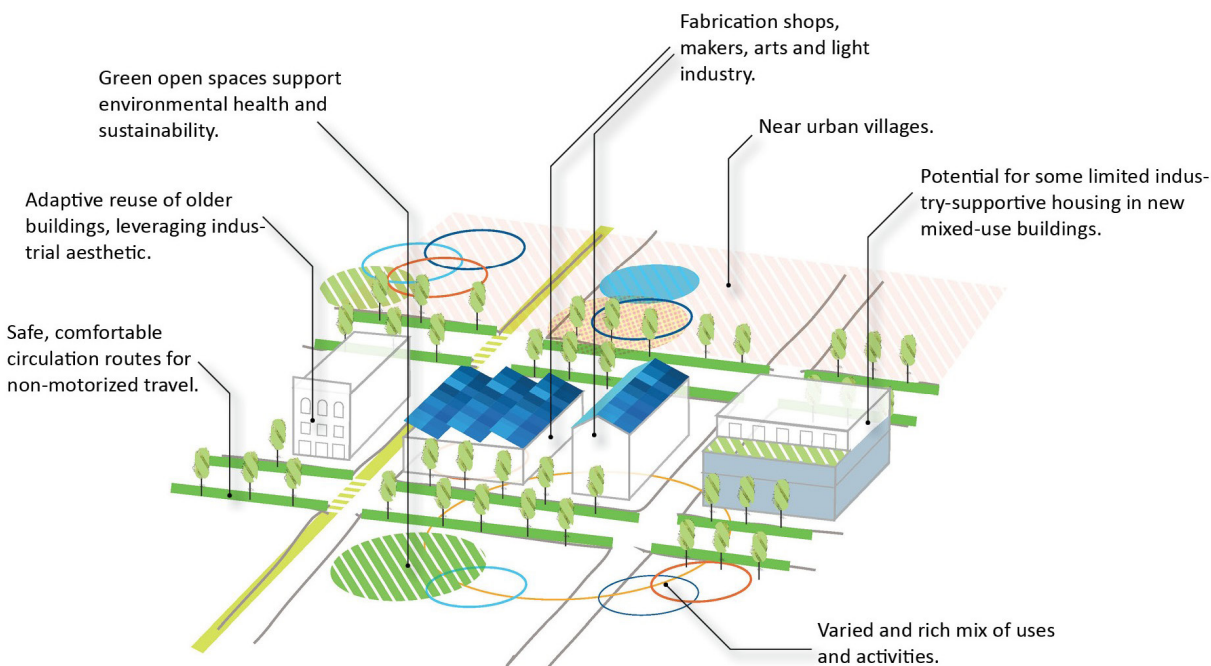 Fabrication shops,
makers, arts and light
industry.
Green open spaces support
environmental health and
sustainability.
Near urban villages.
Potential for some limited indus-
try-supportive housing in new
mixed-use buildings.
Adaptive reuse of older
buildings, leveraging indus-
trial aesthetic.
Safe, comfortable
circulation routes for
non-motorized travel.
Varied and rich mix of uses
and activities.